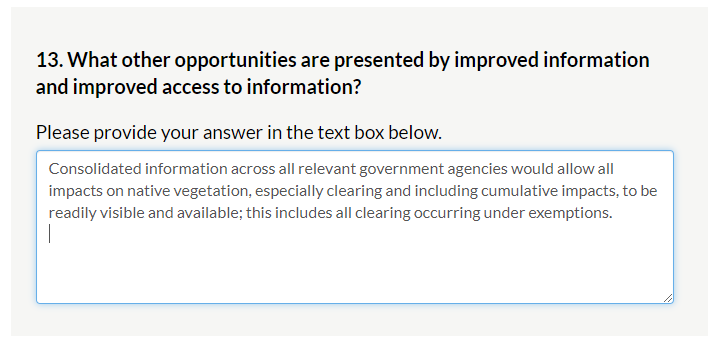 13. What other opportunities are presented by improved information
and improved access to information?
Please provide your answer in the text box below.
Consolidated information across all relevant government agencies would allow all
impacts on native vegetation, especially clearing and including cumulative impacts, to be
readily visible and available; this includes all clearing occurring under exemptions.